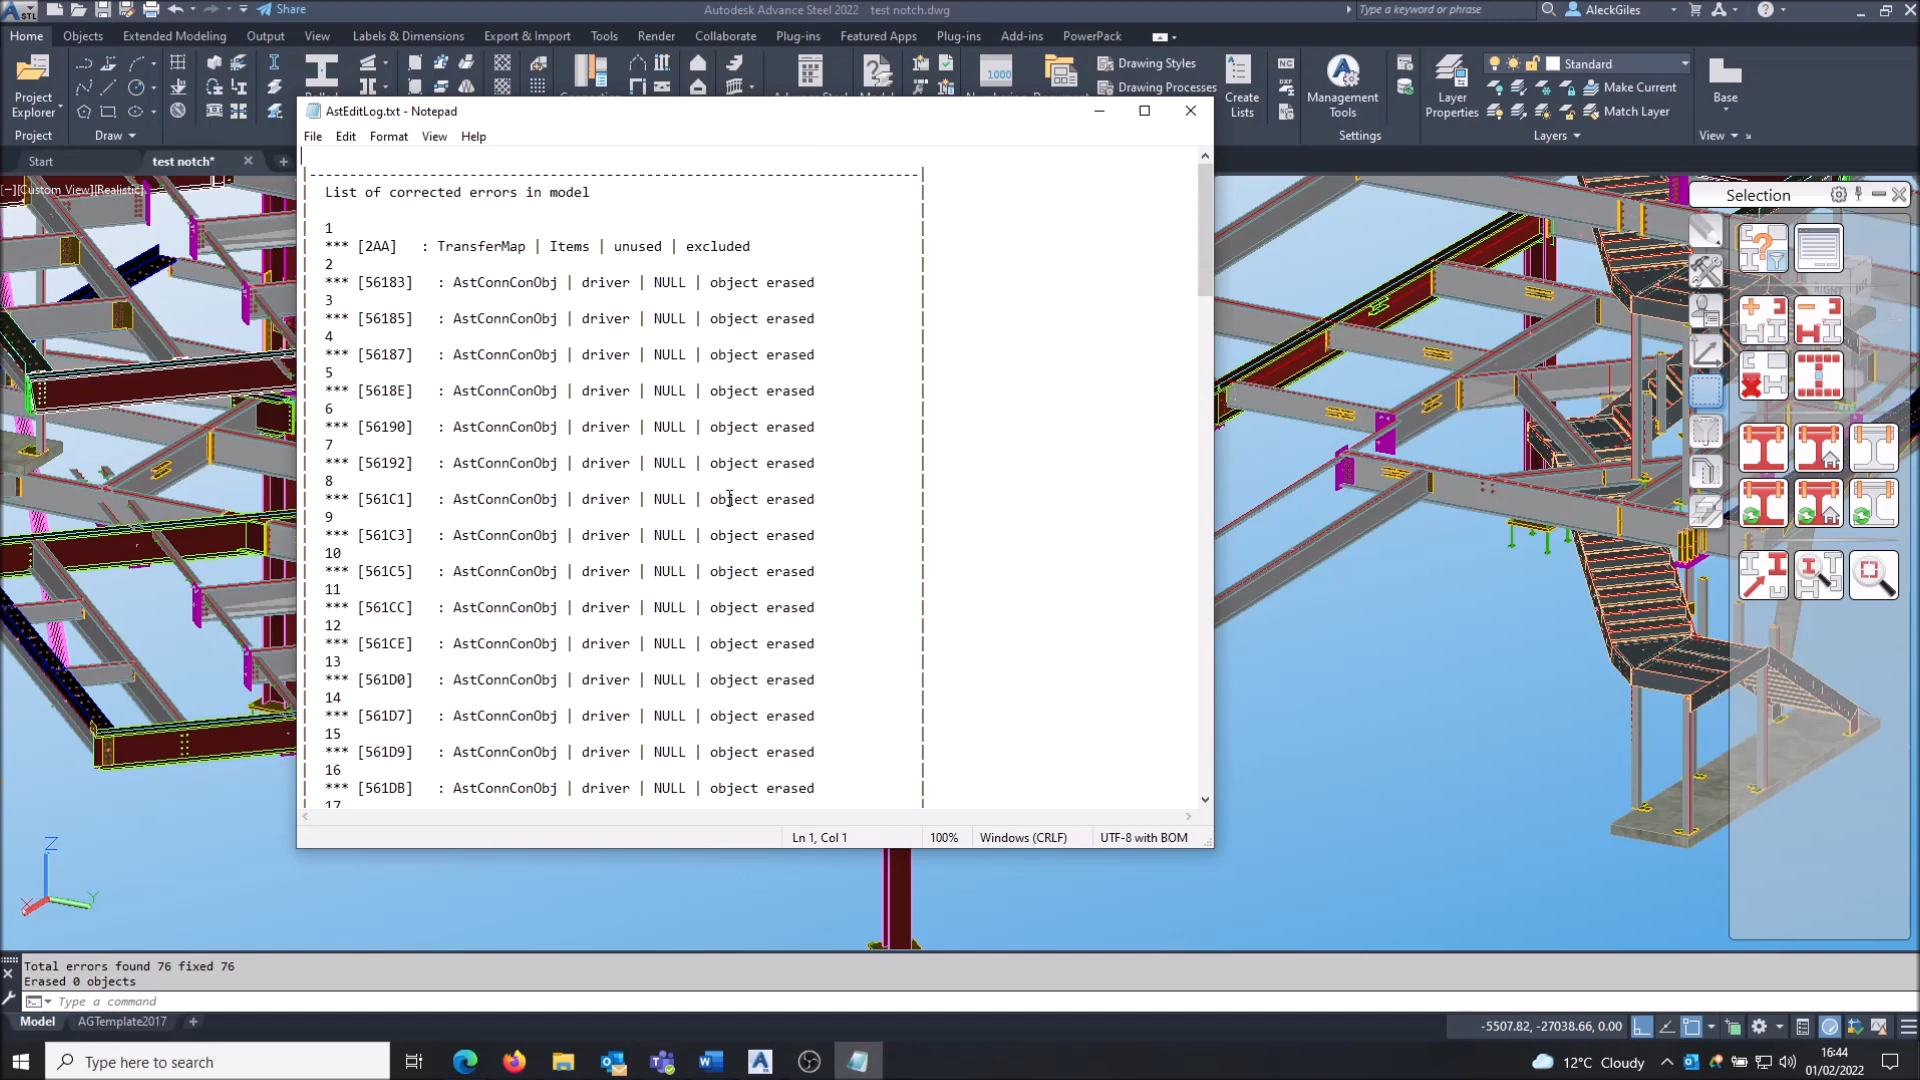 STL
Share
Autodesk Advance Steel 2022 test notch.dwg
Type a keyword or phrase
AleckGiles
Home Objects Extended Modeling Output View Labels & Dimensions Export & Import Tools Render Collaborate Plug-ins Featured Apps Plug-ins Add-ins PowerPack
Project Explorer
Project
Draw
1000
Drawing Styles
Drawing Processes
Create Lists
NC
DXF
Management Tools
Settings
Layer Properties
Standard
Make Current
Match Layer
Layers
Base
View
Start
test notch*
[−][Custom View][Realistic]
AstEditLog.txt - Notepad
File Edit Format View Help
--------------------------------------------------------------------------
List of corrected errors in model
1
*** [2AA] : TransferMap | Items | unused | excluded
2
*** [56183] : AstConnConObj | driver | NULL | object erased
3
*** [56185] : AstConnConObj | driver | NULL | object erased
4
*** [56187] : AstConnConObj | driver | NULL | object erased
5
*** [5618E] : AstConnConObj | driver | NULL | object erased
6
*** [56190] : AstConnConObj | driver | NULL | object erased
7
*** [56192] : AstConnConObj | driver | NULL | object erased
8
*** [561C1] : AstConnConObj | driver | NULL | object erased
9
*** [561C3] : AstConnConObj | driver | NULL | object erased
10
*** [561C5] : AstConnConObj | driver | NULL | object erased
11
*** [561CC] : AstConnConObj | driver | NULL | object erased
12
*** [561CE] : AstConnConObj | driver | NULL | object erased
13
*** [561D0] : AstConnConObj | driver | NULL | object erased
14
*** [561D7] : AstConnConObj | driver | NULL | object erased
15
*** [561D9] : AstConnConObj | driver | NULL | object erased
16
*** [561DB] : AstConnConObj | driver | NULL | object erased
17
Ln 1, Col 1 100% Windows (CRLF) UTF-8 with BOM
Selection
RIGHT
Z
X
Y
Total errors found 76 fixed 76
Erased 0 objects
Type a command
Model AGTemplate2017
-5507.82, -27038.66, 0.00
Type here to search
12°C Cloudy
16:44
01/02/2022